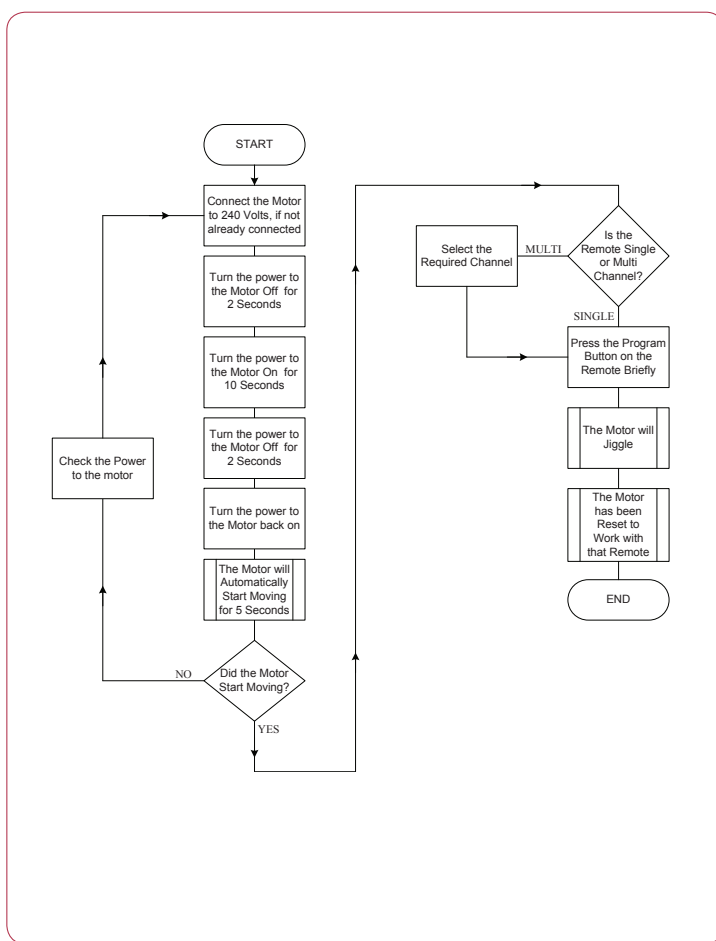 START
Connect the Motor
to 240 Volts, if not
already connected
Turn the power to
the Motor Off for
2 Seconds
Turn the power to
the Motor On for
10 Seconds
Turn the power to
the Motor Off for
2 Seconds
Turn the power to
the Motor back on
The Motor will
Automatically
Start Moving
for 5 Seconds
Did the Motor
Start Moving?
NO
YES
Check the Power
to the motor
Is the
Remote Single
or Multi
Channel?
MULTI
Select the
Required Channel
SINGLE
Press the Program
Button on the
Remote Briefly
The Motor will
Jiggle
The Motor
has been
Reset to
Work with
that Remote
END